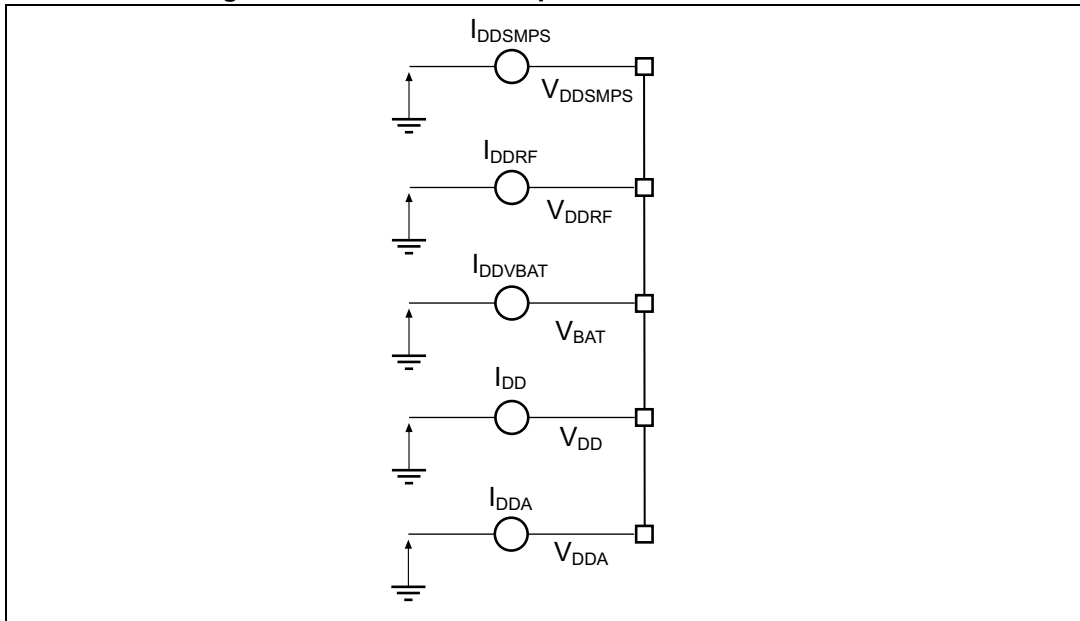 I_DDSMPS
V_DDSMPS
I_DDRF
V_DDRF
I_DDVBAT
V_BAT
I_DD
V_DD
I_DDA
V_DDA